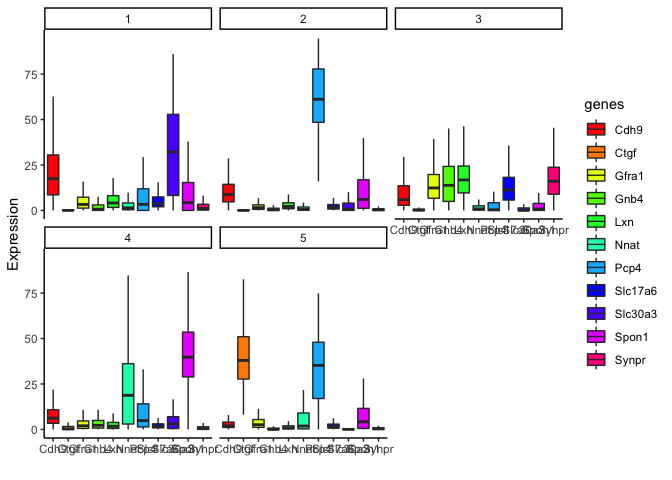 1 2 3
75
50
25
0
Expression
4 5
75
50
25
0
genes
Cdh9
Ctgf
Gfra1
Gnb4
Lxn
Nnat
Pcp4
Slc17a6
Slc30a3
Spon1
Synpr